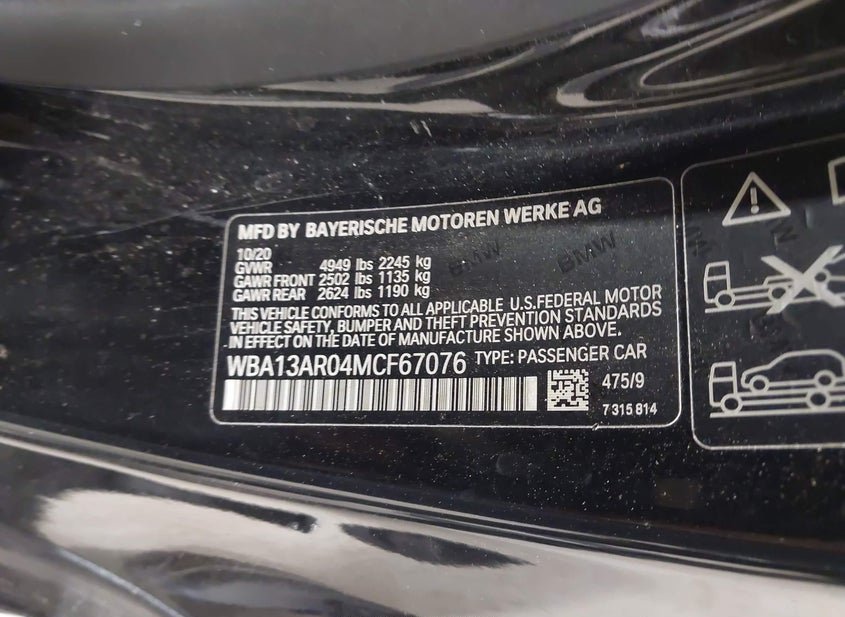 MFD BY BAYERISCHE MOTOREN WERKE AG
10/20
GVWR 4949 lbs 2245 kg
GAWR FRONT 2502 lbs 1135 kg
GAWR REAR 2624 lbs 1190 kg
THIS VEHICLE CONFORMS TO ALL APPLICABLE U.S.FEDERAL MOTOR
VEHICLE SAFETY, BUMPER AND THEFT PREVENTION STANDARDS
IN EFFECT ON THE DATE OF MANUFACTURE SHOWN ABOVE.
WBA13AR04MCF67076 TYPE: PASSENGER CAR
475/9
7 315 814
BMW
BMW